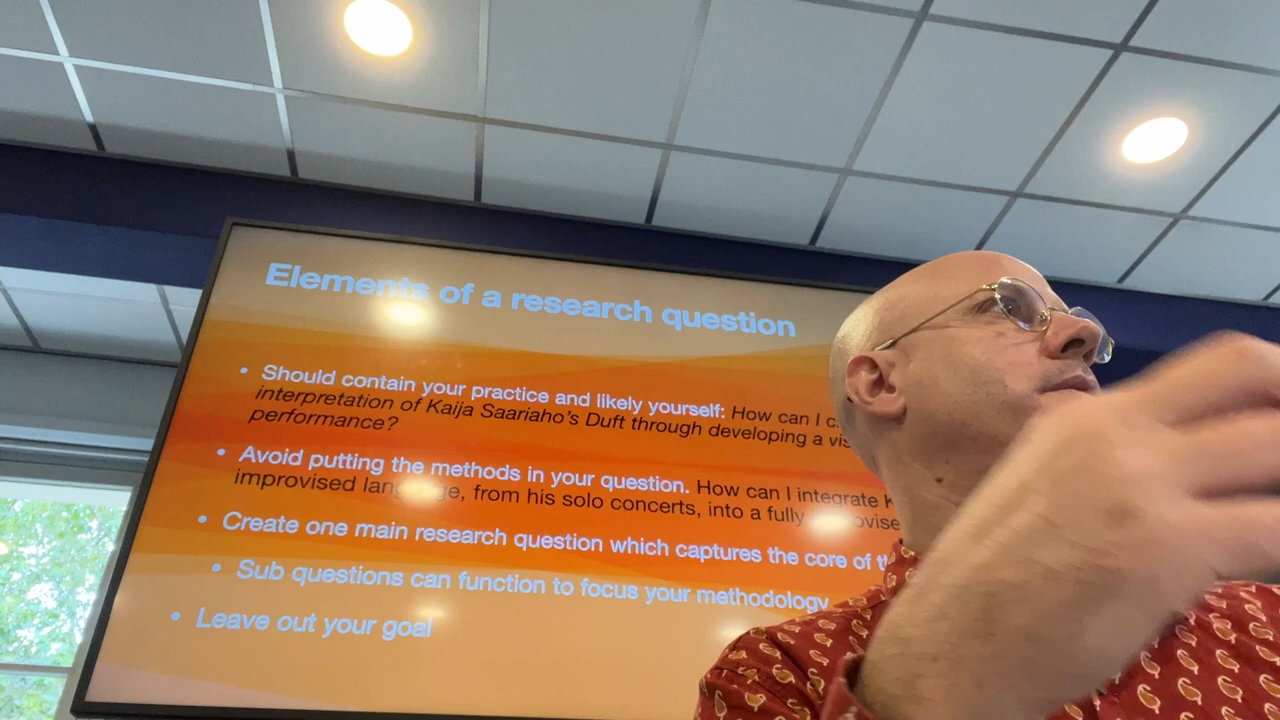 Elements of a research question
• Should contain your practice and likely yourself: How can I
interpretation of Kaija Saariaho's Duft through developing a
performance?
• Avoid putting the methods in your question. How can I integrate
improvised language, from his solo concerts, into a fully
• Create one main research question which captures the core of
• Sub questions can function to focus your methodology
• Leave out your goal